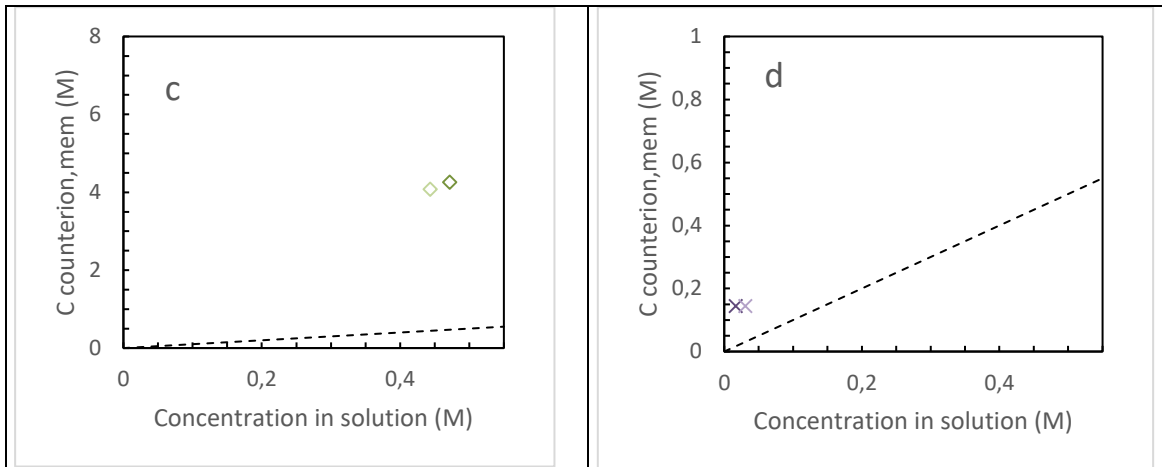 c
C counterion,mem (M)
8
6
4
2
0
0
0,2
0,4
Concentration in solution (M)
d
C counterion,mem (M)
1
0,8
0,6
0,4
0,2
0
0
0,2
0,4
Concentration in solution (M)